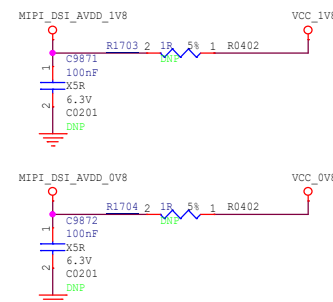 MIPI_DSI_AVDD_1V8 VCC_1V8
R1703 2 1R 5% 1 R0402
DNP
1 C9871
100nF
X5R
2 6.3V
C0201
DNP
MIPI_DSI_AVDD_0V8 VCC_0V8
R1704 2 1R 5% 1 R0402
DNP
1 C9872
100nF
X5R
2 6.3V
C0201
DNP